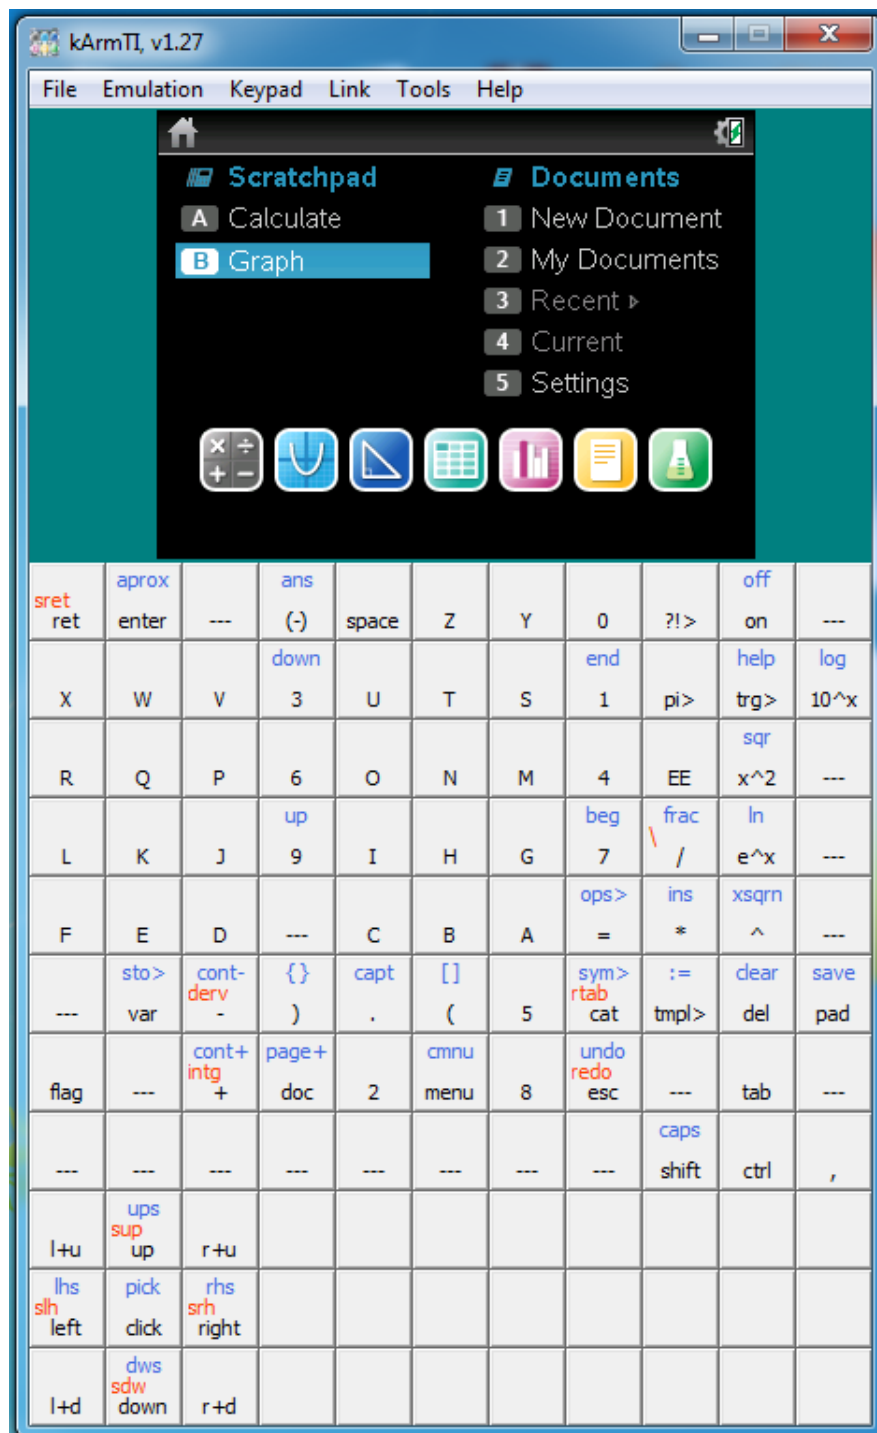 kArmTI, v1.27
File Emulation Keypad Link Tools Help
Scratchpad Documents
A Calculate 1 New Document
B Graph 2 My Documents
3 Recent
4 Current
5 Settings
× ÷
+ −
aprox ans off
sret
ret enter --- (-) space Z Y 0 ?!> on ---
down end help log
X W V 3 U T S 1 pi> trg> 10^x
sqr
R Q P 6 O N M 4 EE x^2 ---
up beg frac ln
\
L K J 9 I H G 7 / e^x ---
ops> ins xsqrn
F E D --- C B A = * ^ ---
sto> cont- {} capt [] sym> := clear save
derv rtab
--- var - ) . ( 5 cat tmpl> del pad
cont+ page+ cmnu undo
intg redo
flag --- + doc 2 menu 8 esc --- tab ---
caps
--- --- --- --- --- --- --- --- shift ctrl ,
ups
sup
l+u up r+u
lhs pick rhs
slh srh
left click right
dws
sdw
l+d down r+d